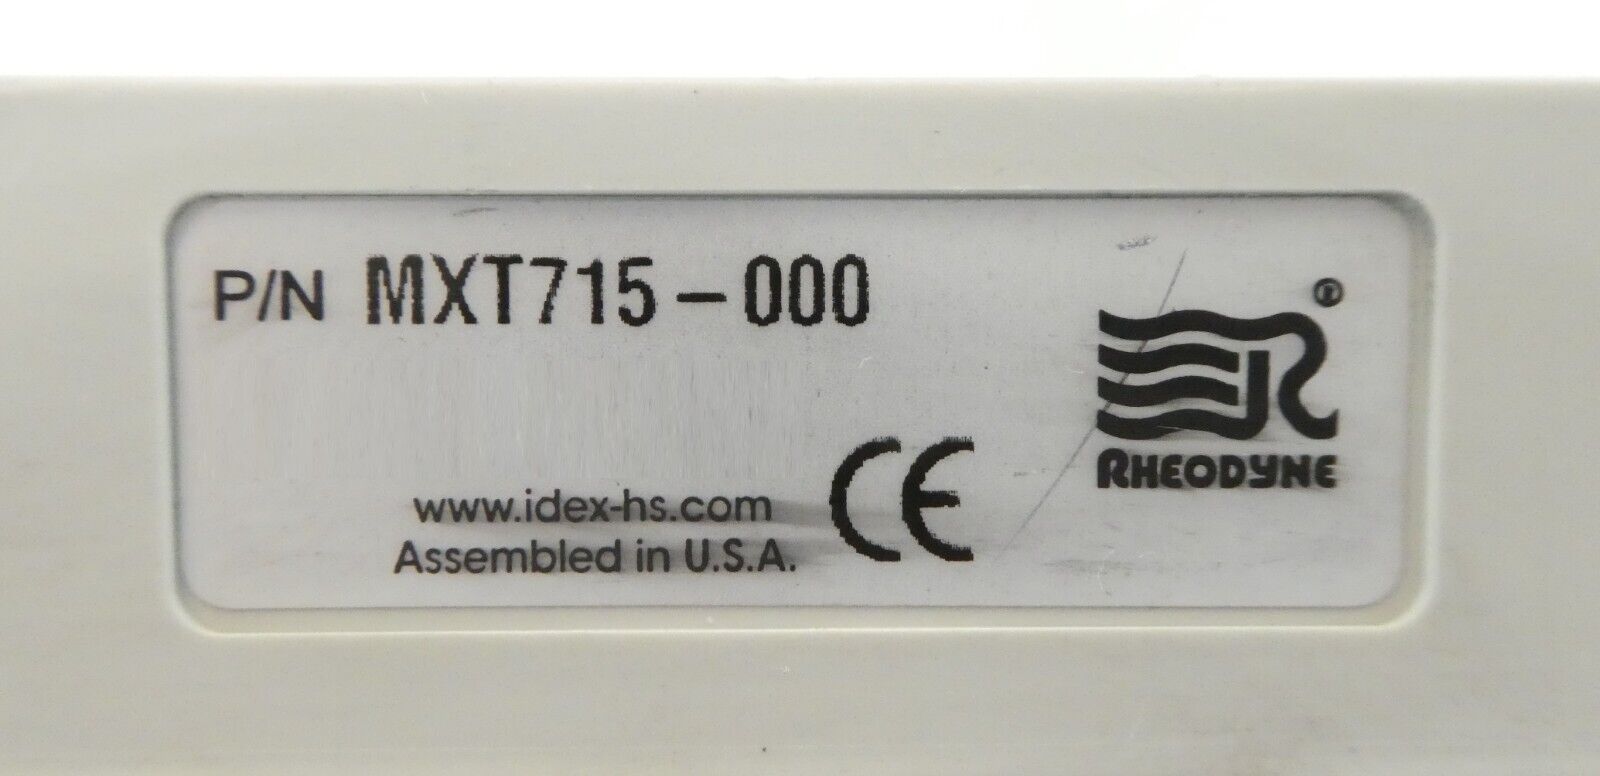 P/N MXT715-000
www.idex-hs.com
Assembled in U.S.A.
CE
R®
RHEODYNE